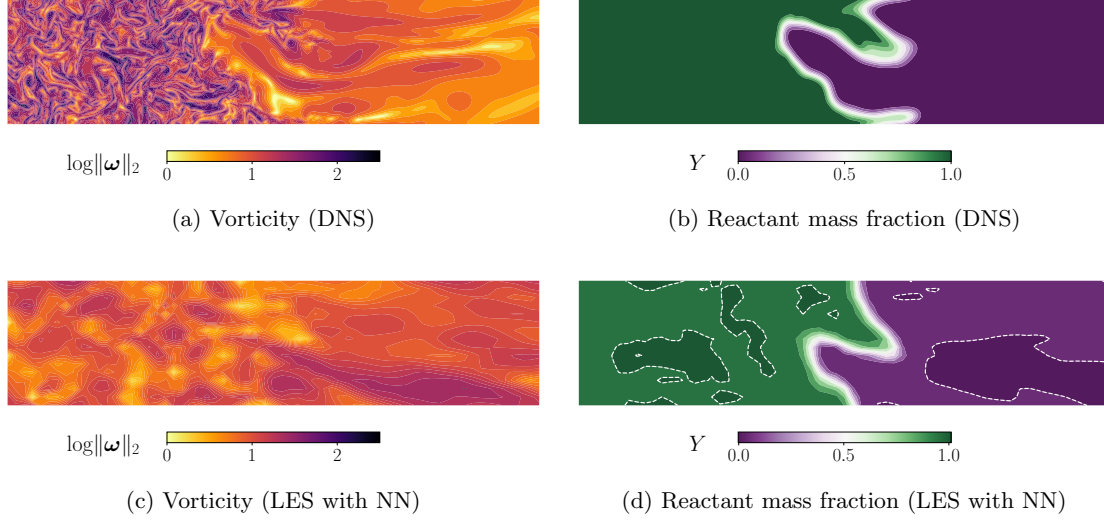 log‖ω‖₂
0 1 2
Y
0.0 0.5 1.0
(a) Vorticity (DNS)
(b) Reactant mass fraction (DNS)
log‖ω‖₂
0 1 2
Y
0.0 0.5 1.0
(c) Vorticity (LES with NN)
(d) Reactant mass fraction (LES with NN)